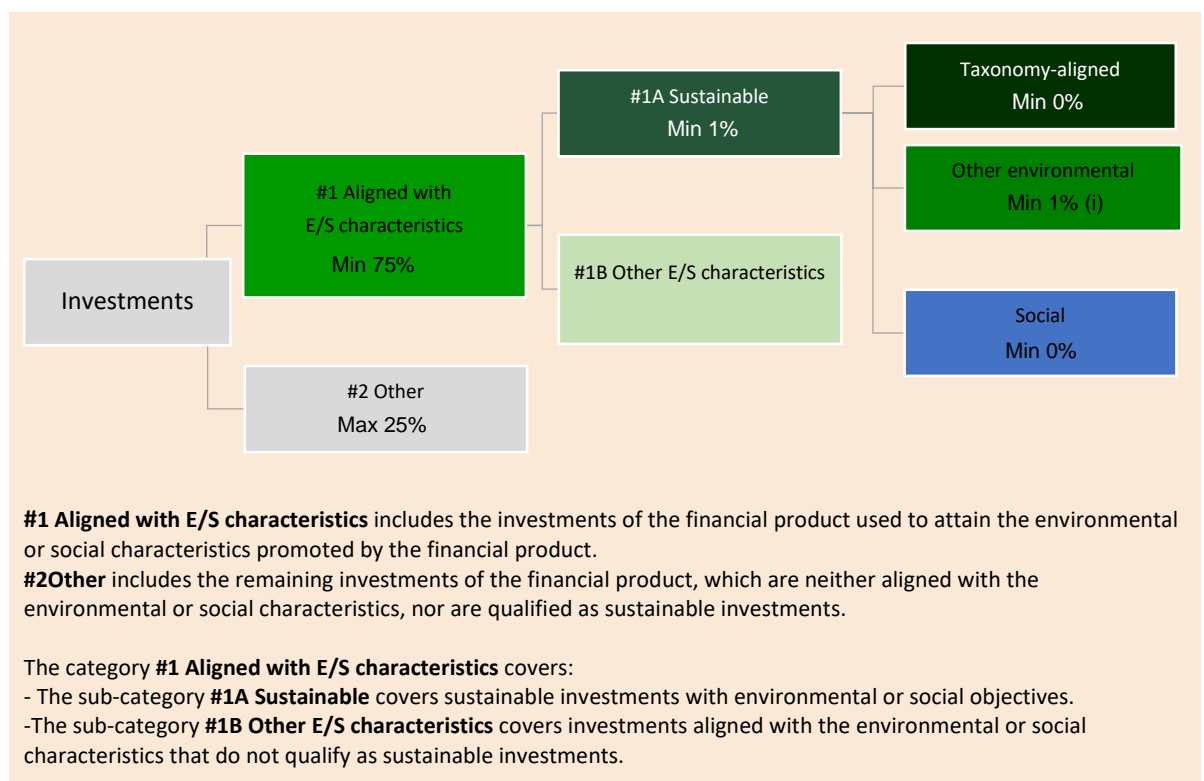 Investments
#1 Aligned with
E/S characteristics
Min 75%
#2 Other
Max 25%
#1A Sustainable
Min 1%
#1B Other E/S characteristics
Taxonomy-aligned
Min 0%
Other environmental
Min 1% (i)
Social
Min 0%
#1 Aligned with E/S characteristics includes the investments of the financial product used to attain the environmental
or social characteristics promoted by the financial product.
#2Other includes the remaining investments of the financial product, which are neither aligned with the
environmental or social characteristics, nor are qualified as sustainable investments.
The category #1 Aligned with E/S characteristics covers:
- The sub-category #1A Sustainable covers sustainable investments with environmental or social objectives.
-The sub-category #1B Other E/S characteristics covers investments aligned with the environmental or social
characteristics that do not qualify as sustainable investments.